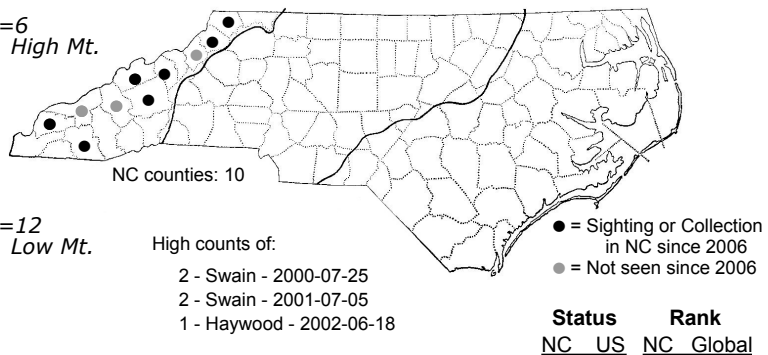 =6
High Mt.
NC counties: 10
=12
Low Mt.
High counts of:
2 - Swain - 2000-07-25
2 - Swain - 2001-07-05
1 - Haywood - 2002-06-18
= Sighting or Collection
in NC since 2006
= Not seen since 2006
Status Rank
NC US NC Global